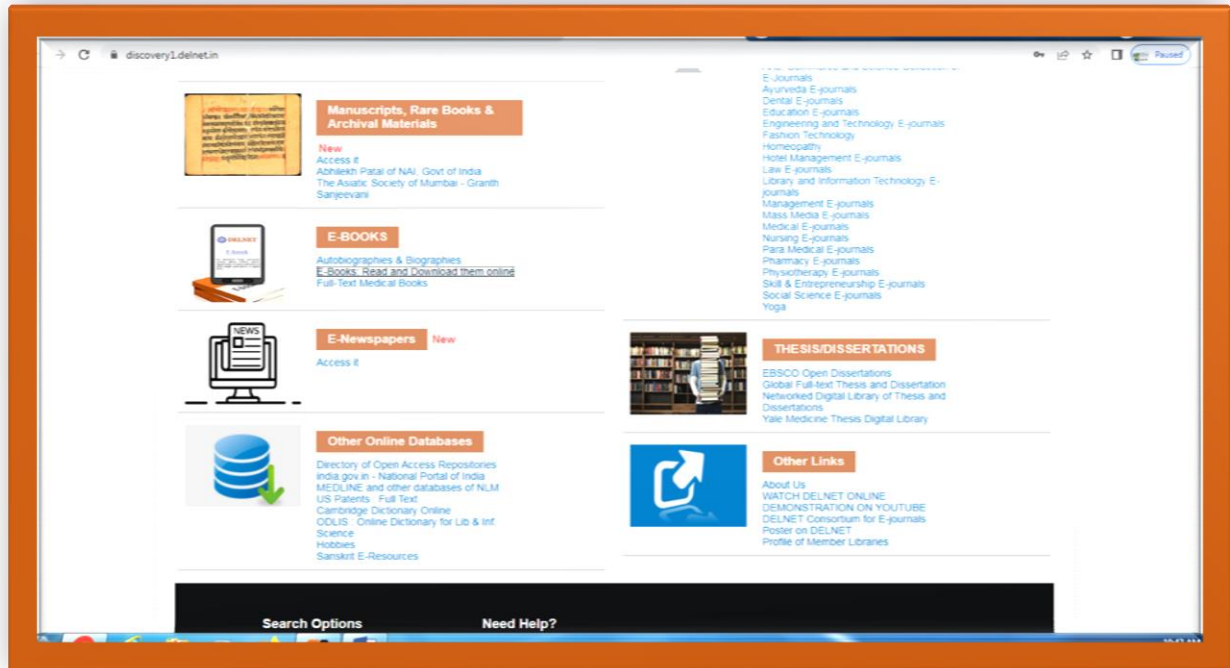 discovery1.delnet.in
Paused
Manuscripts, Rare Books &
Archival Materials
New
Access it
Abhilekh Patal of NAI, Govt of India
The Asiatic Society of Mumbai - Granth
Sanjeevani
DELNET
E-BOOKS
Autobiographies & Biographies
E-Books: Read and Download them online
Full-Text Medical Books
NEWS
E-Newspapers New
Access it
Other Online Databases
Directory of Open Access Repositories
india.gov.in - National Portal of India
MEDLINE and other databases of NLM
US Patents : Full Text
Cambridge Dictionary Online
ODLIS : Online Dictionary for Lib & Inf.
Science
Hobbies
Sanskrit E-Resources
E-Journals
Ayurveda E-journals
Dental E-journals
Education E-journals
Engineering and Technology E-journals
Fashion Technology
Homeopathy
Hotel Management E-journals
Law E-journals
Library and Information Technology E-
journals
Management E-journals
Mass Media E-journals
Medical E-journals
Nursing E-journals
Para Medical E-journals
Pharmacy E-journals
Physiotherapy E-journals
Skill & Entrepreneurship E-journals
Social Science E-journals
Yoga
THESIS/DISSERTATIONS
EBSCO Open Dissertations
Global Full-text Thesis and Dissertation
Networked Digital Library of Thesis and
Dissertations
Yale Medicine Thesis Digital Library
Other Links
About Us
WATCH DELNET ONLINE
DEMONSTRATION ON YOUTUBE
DELNET Consortium for E-journals
Poster on DELNET
Profile of Member Libraries
Search Options
Need Help?